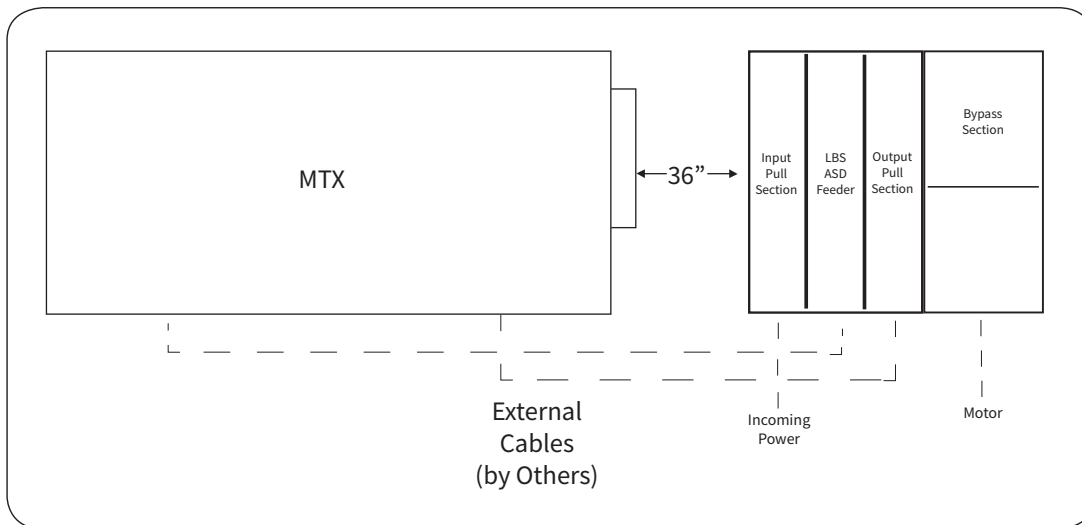 MTX
36”
Input
Pull
Section
LBS
ASD
Feeder
Output
Pull
Section
Bypass
Section
External
Cables
(by Others)
Incoming
Power
Motor